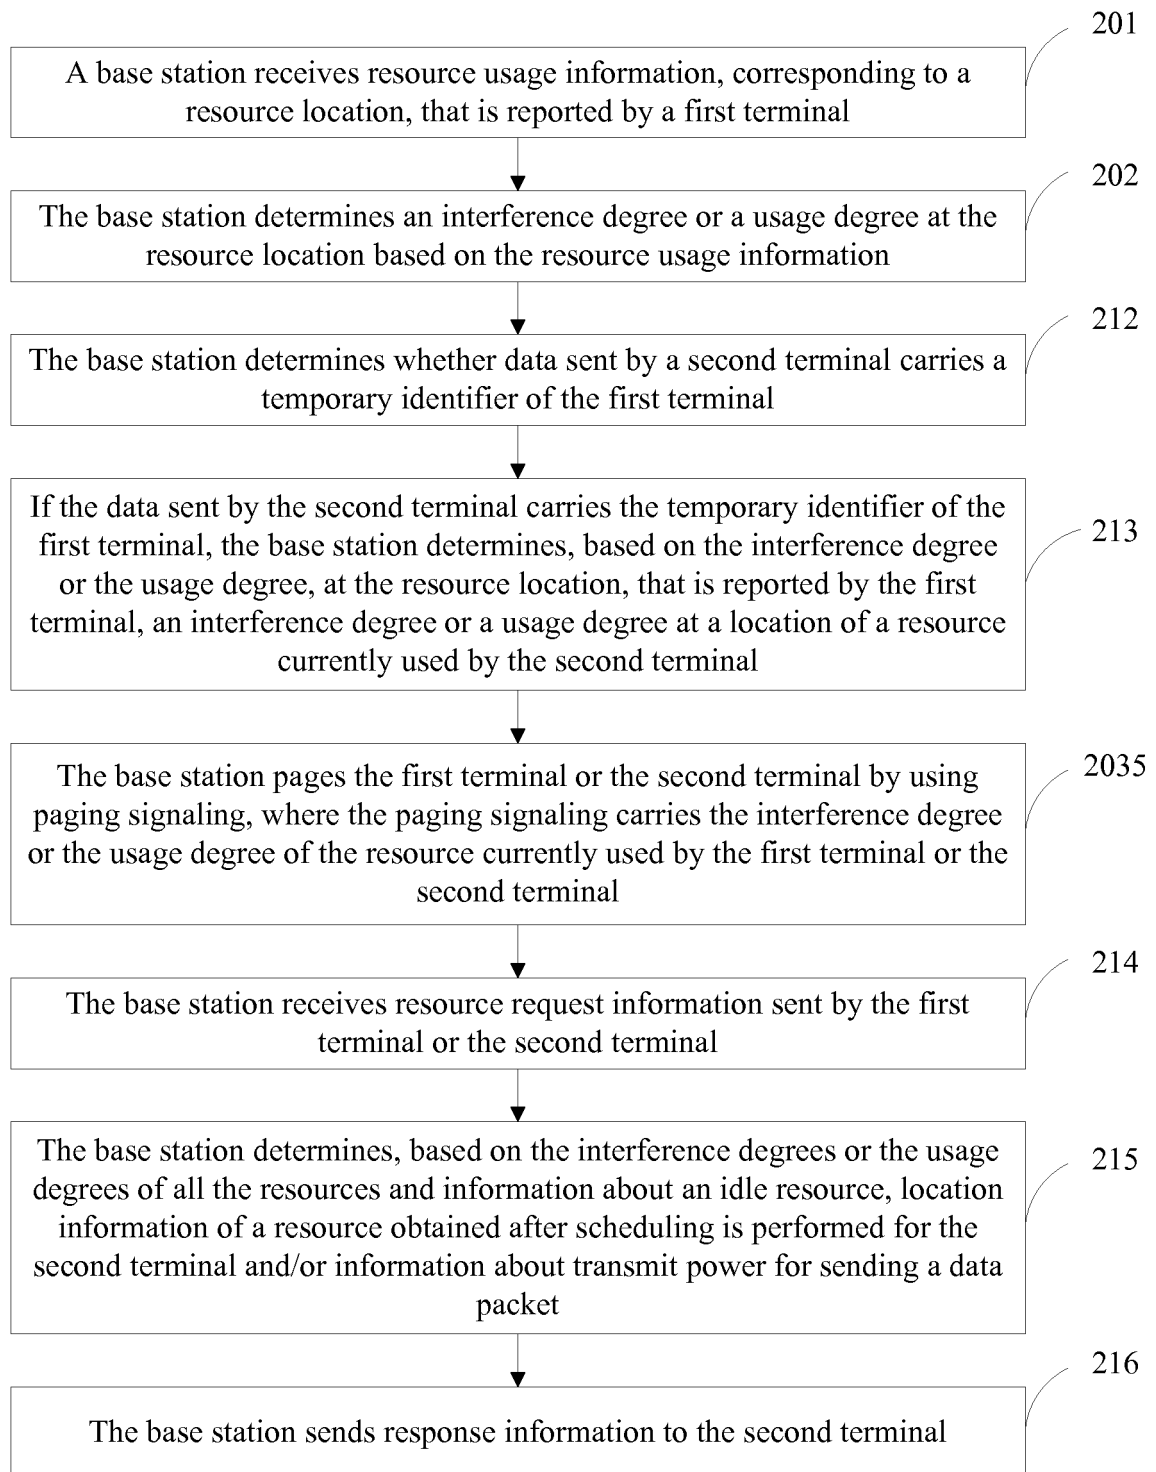 201
A base station receives resource usage information, corresponding to a
resource location, that is reported by a first terminal
202
The base station determines an interference degree or a usage degree at the
resource location based on the resource usage information
212
The base station determines whether data sent by a second terminal carries a
temporary identifier of the first terminal
If the data sent by the second terminal carries the temporary identifier of the
first terminal, the base station determines, based on the interference degree
or the usage degree, at the resource location, that is reported by the first
terminal, an interference degree or a usage degree at a location of a resource
currently used by the second terminal
213
The base station pages the first terminal or the second terminal by using
paging signaling, where the paging signaling carries the interference degree
or the usage degree of the resource currently used by the first terminal or the
second terminal
2035
214
The base station receives resource request information sent by the first
terminal or the second terminal
The base station determines, based on the interference degrees or the usage
degrees of all the resources and information about an idle resource, location
information of a resource obtained after scheduling is performed for the
second terminal and/or information about transmit power for sending a data
packet
215
216
The base station sends response information to the second terminal